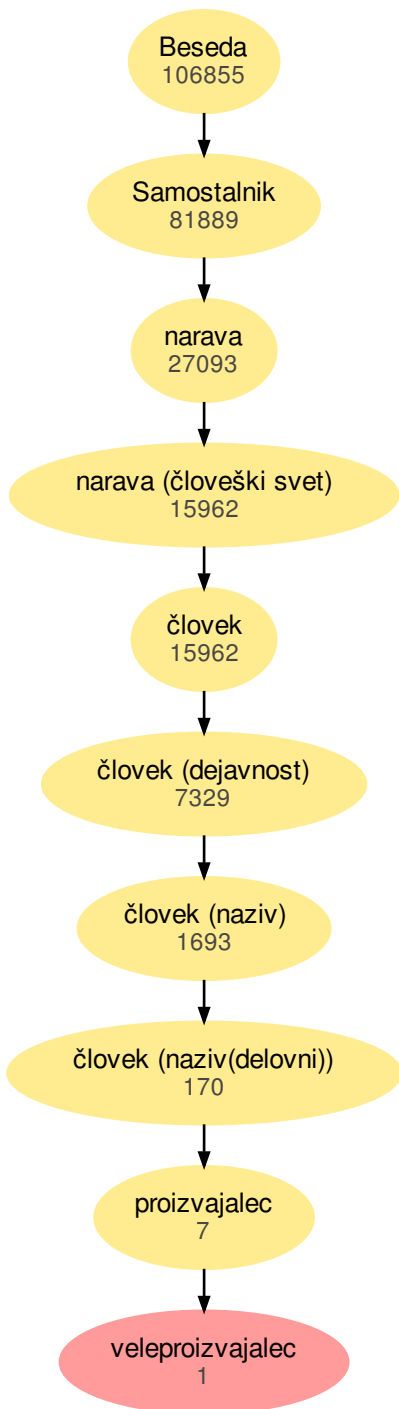 Beseda
106855
Samostalnik
81889
narava
27093
narava (človeški svet)
15962
človek
15962
človek (dejavnost)
7329
človek (naziv)
1693
človek (naziv(delovni))
170
proizvajalec
7
veleproizvajalec
1